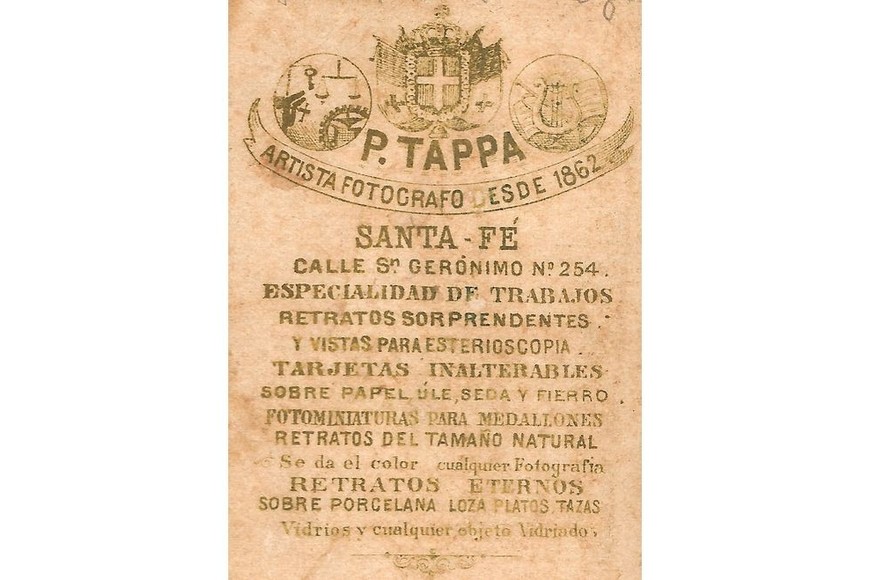 P. TAPPA
ARTISTA FOTOGRAFO DESDE 1862
SANTA-FÉ
CALLE Sn GERÓNIMO Nº 254.
ESPECIALIDAD DE TRABAJOS
RETRATOS SORPRENDENTES.
Y VISTAS PARA ESTERIOSCOPIA.
TARJETAS INALTERABLES
SOBRE PAPEL, ÚLE, SEDA Y FIERRO
FOTOMINIATURAS PARA MEDALLONES
RETRATOS DEL TAMAÑO NATURAL
Se da el color cualquier Fotografia
RETRATOS ETERNOS
SOBRE PORCELANA LOZA PLATOS, TAZAS
Vidrios y cualquier objeto Vidriado,